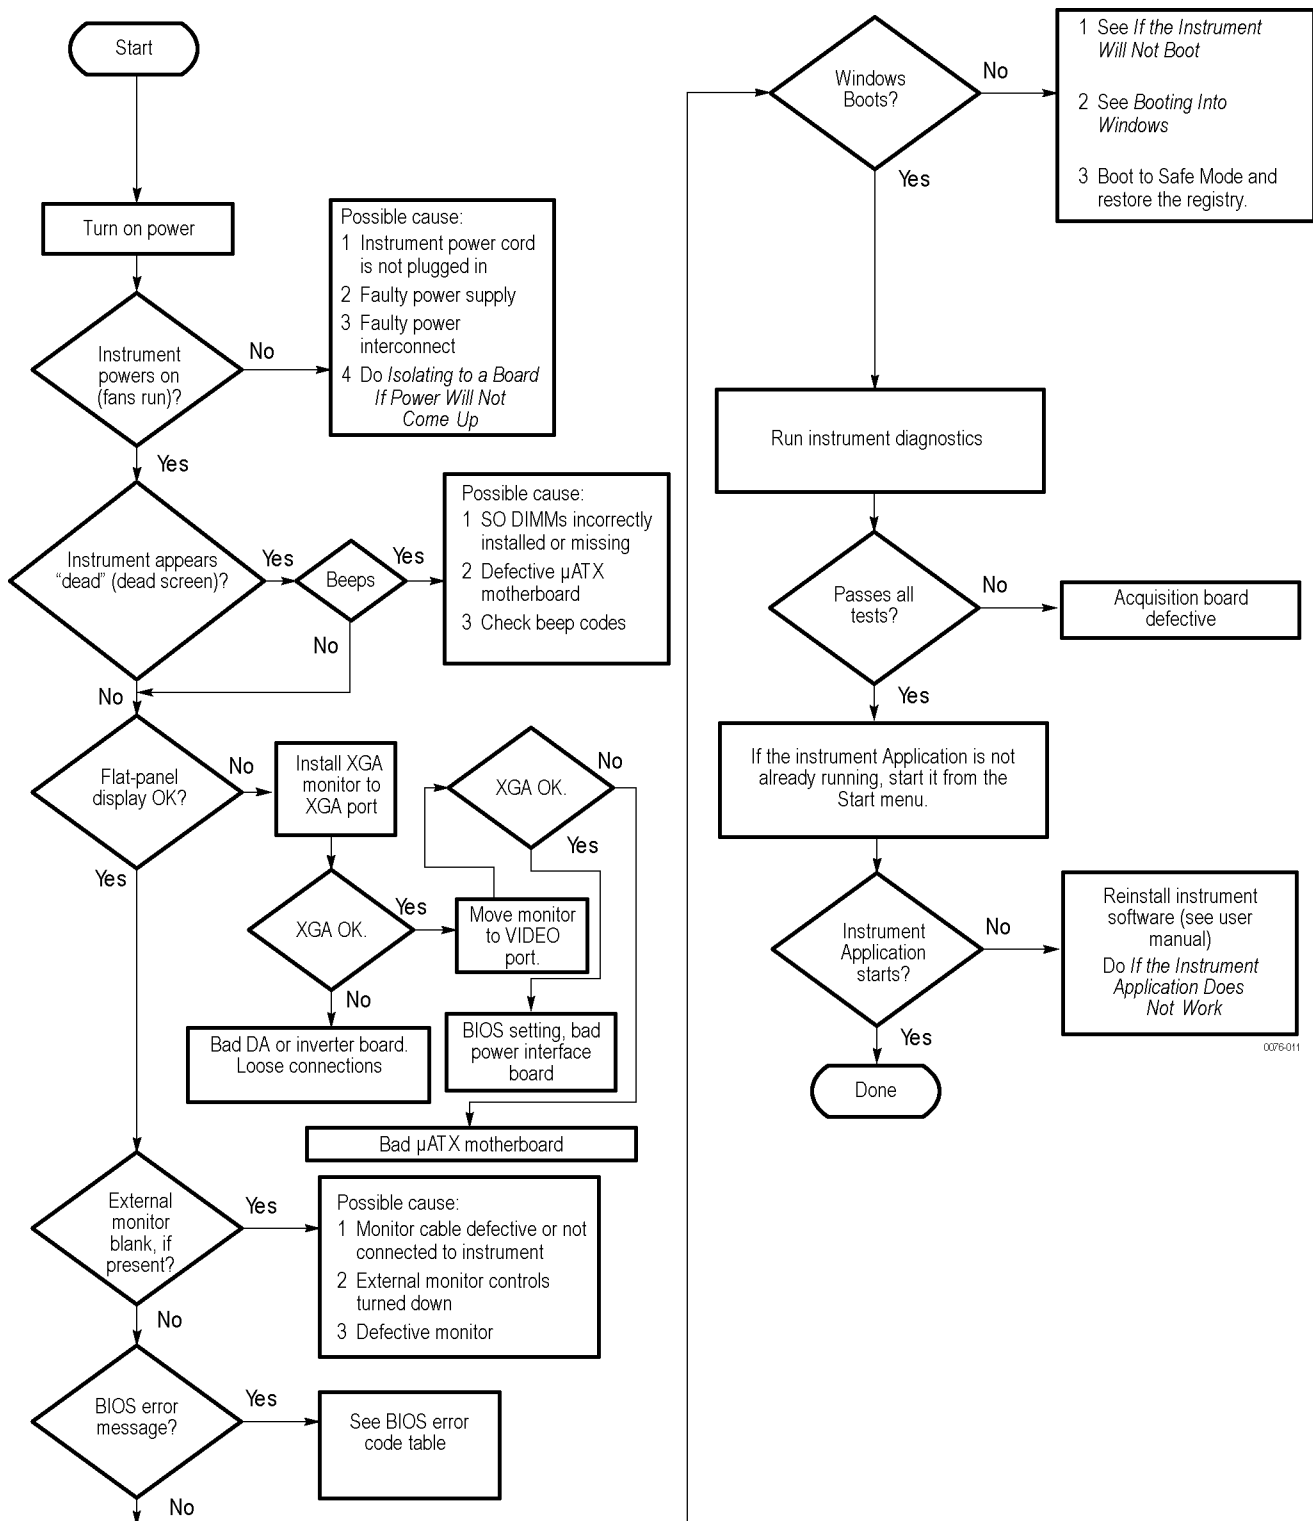 Start
Turn on power
Instrument
powers on
(fans run)?
No
Possible cause:
1 Instrument power cord
is not plugged in
2 Faulty power supply
3 Faulty power
interconnect
4 Do Isolating to a Board
If Power Will Not
Come Up
Yes
Instrument appears
“dead” (dead screen)?
Yes
Beeps
Yes
Possible cause:
1 SO DIMMs incorrectly
installed or missing
2 Defective µATX
motherboard
3 Check beep codes
No
No
Flat-panel
display OK?
No
Install XGA
monitor to
XGA port
XGA OK.
Yes
Move monitor
to VIDEO
port.
XGA OK.
No
Yes
No
Bad DA or inverter board.
Loose connections
BIOS setting, bad
power interface
board
Bad µATX motherboard
Yes
External
monitor
blank, if
present?
Yes
Possible cause:
1 Monitor cable defective or not
connected to instrument
2 External monitor controls
turned down
3 Defective monitor
No
BIOS error
message?
Yes
See BIOS error
code table
No
Windows
Boots?
No
1 See If the Instrument
Will Not Boot
2 See Booting Into
Windows
3 Boot to Safe Mode and
restore the registry.
Yes
Run instrument diagnostics
Passes all
tests?
No
Acquisition board
defective
Yes
If the instrument Application is not
already running, start it from the
Start menu.
Instrument
Application
starts?
No
Reinstall instrument
software (see user
manual)
Do If the Instrument
Application Does
Not Work
Yes
0076-011
Done